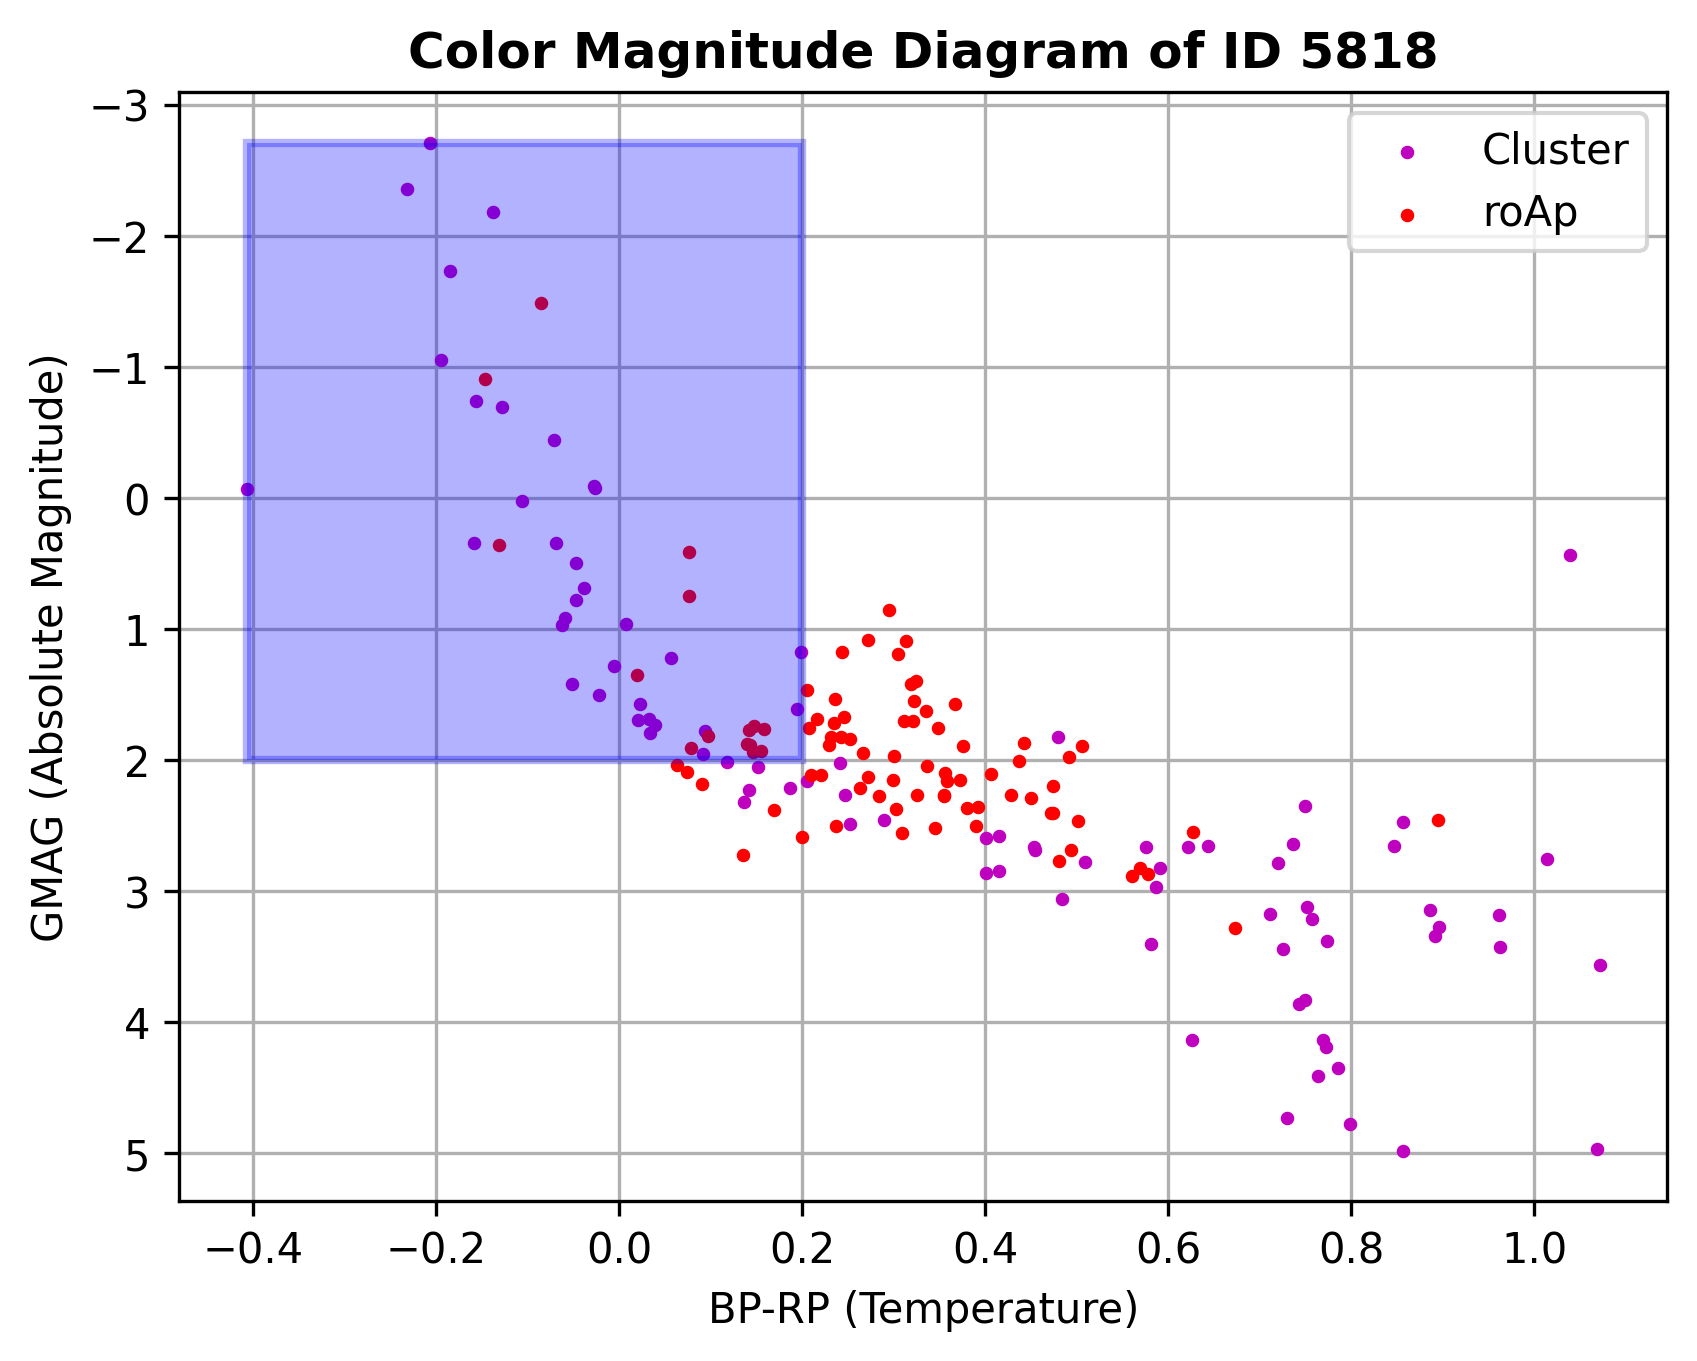 Color Magnitude Diagram of ID 5818
Cluster
roAp
GMAG (Absolute Magnitude)
−3
−2
−1
0
1
2
3
4
5
−0.4 −0.2 0.0 0.2 0.4 0.6 0.8 1.0
BP-RP (Temperature)